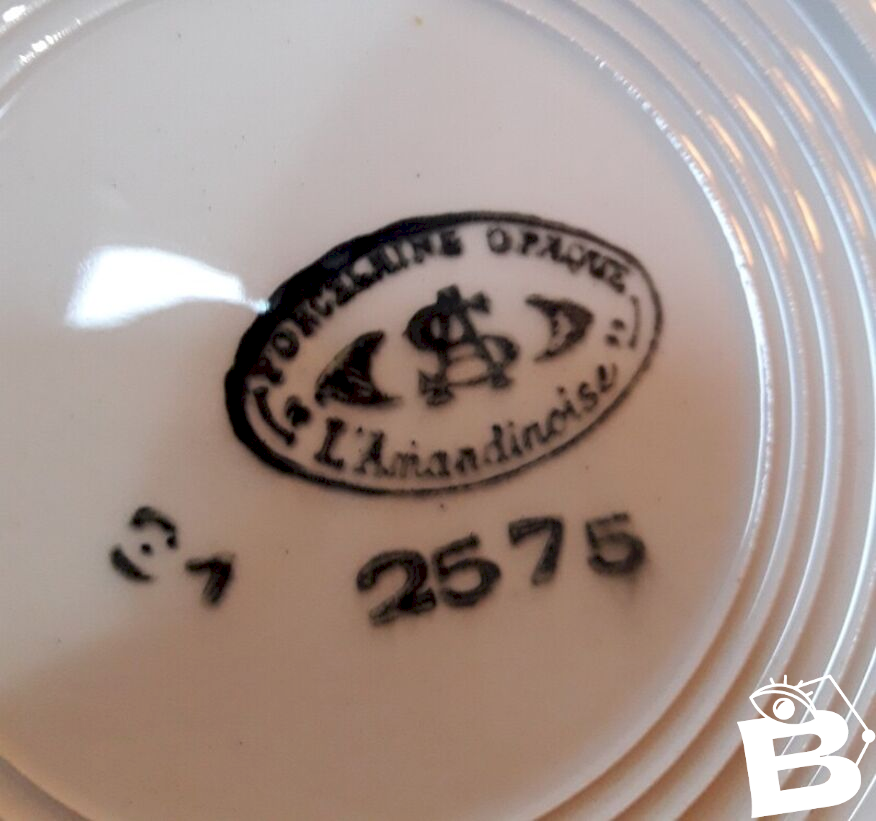 PORCELAINE OPAQUE
L'Amandinoise
2575
B